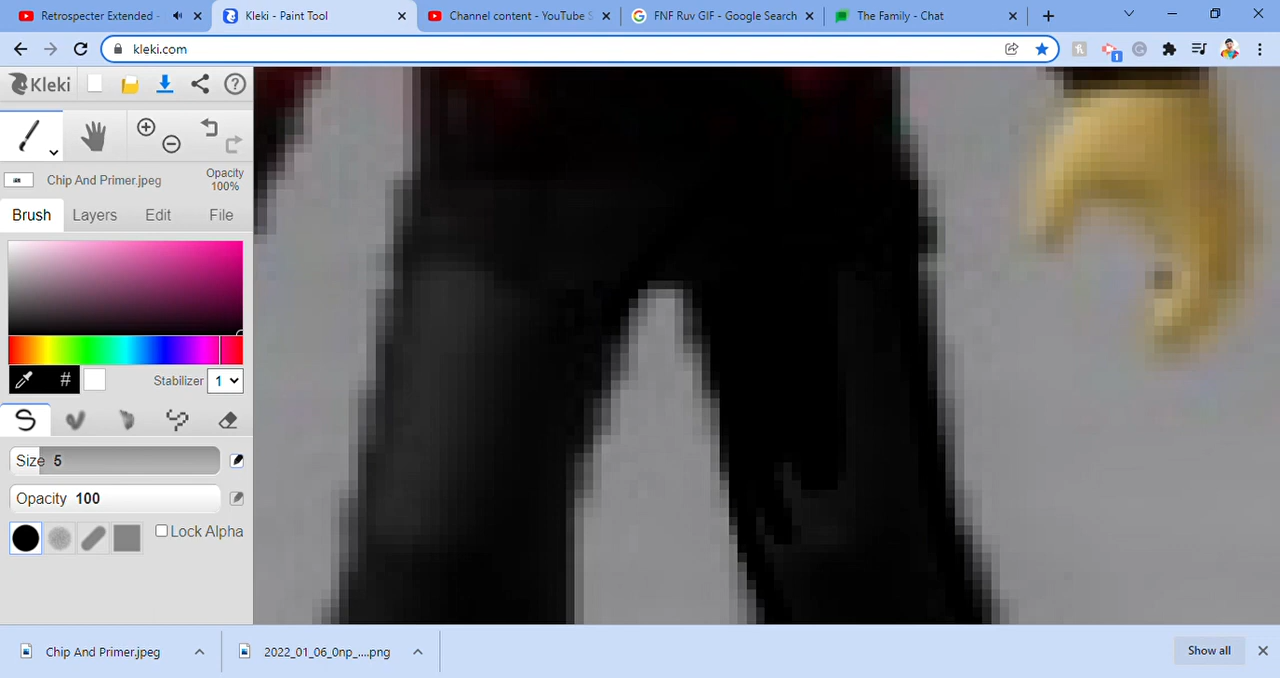 Retrospecter Extended -
Kleki - Paint Tool
Channel content - YouTube S
FNF Ruv GIF - Google Search
The Family - Chat
kleki.com
1
Kleki
Chip And Primer.jpeg
Opacity
100%
Brush Layers Edit File
# Stabilizer 1
Size 5
Opacity 100
Lock Alpha
Chip And Primer.jpeg
2022_01_06_0np_....png
Show all